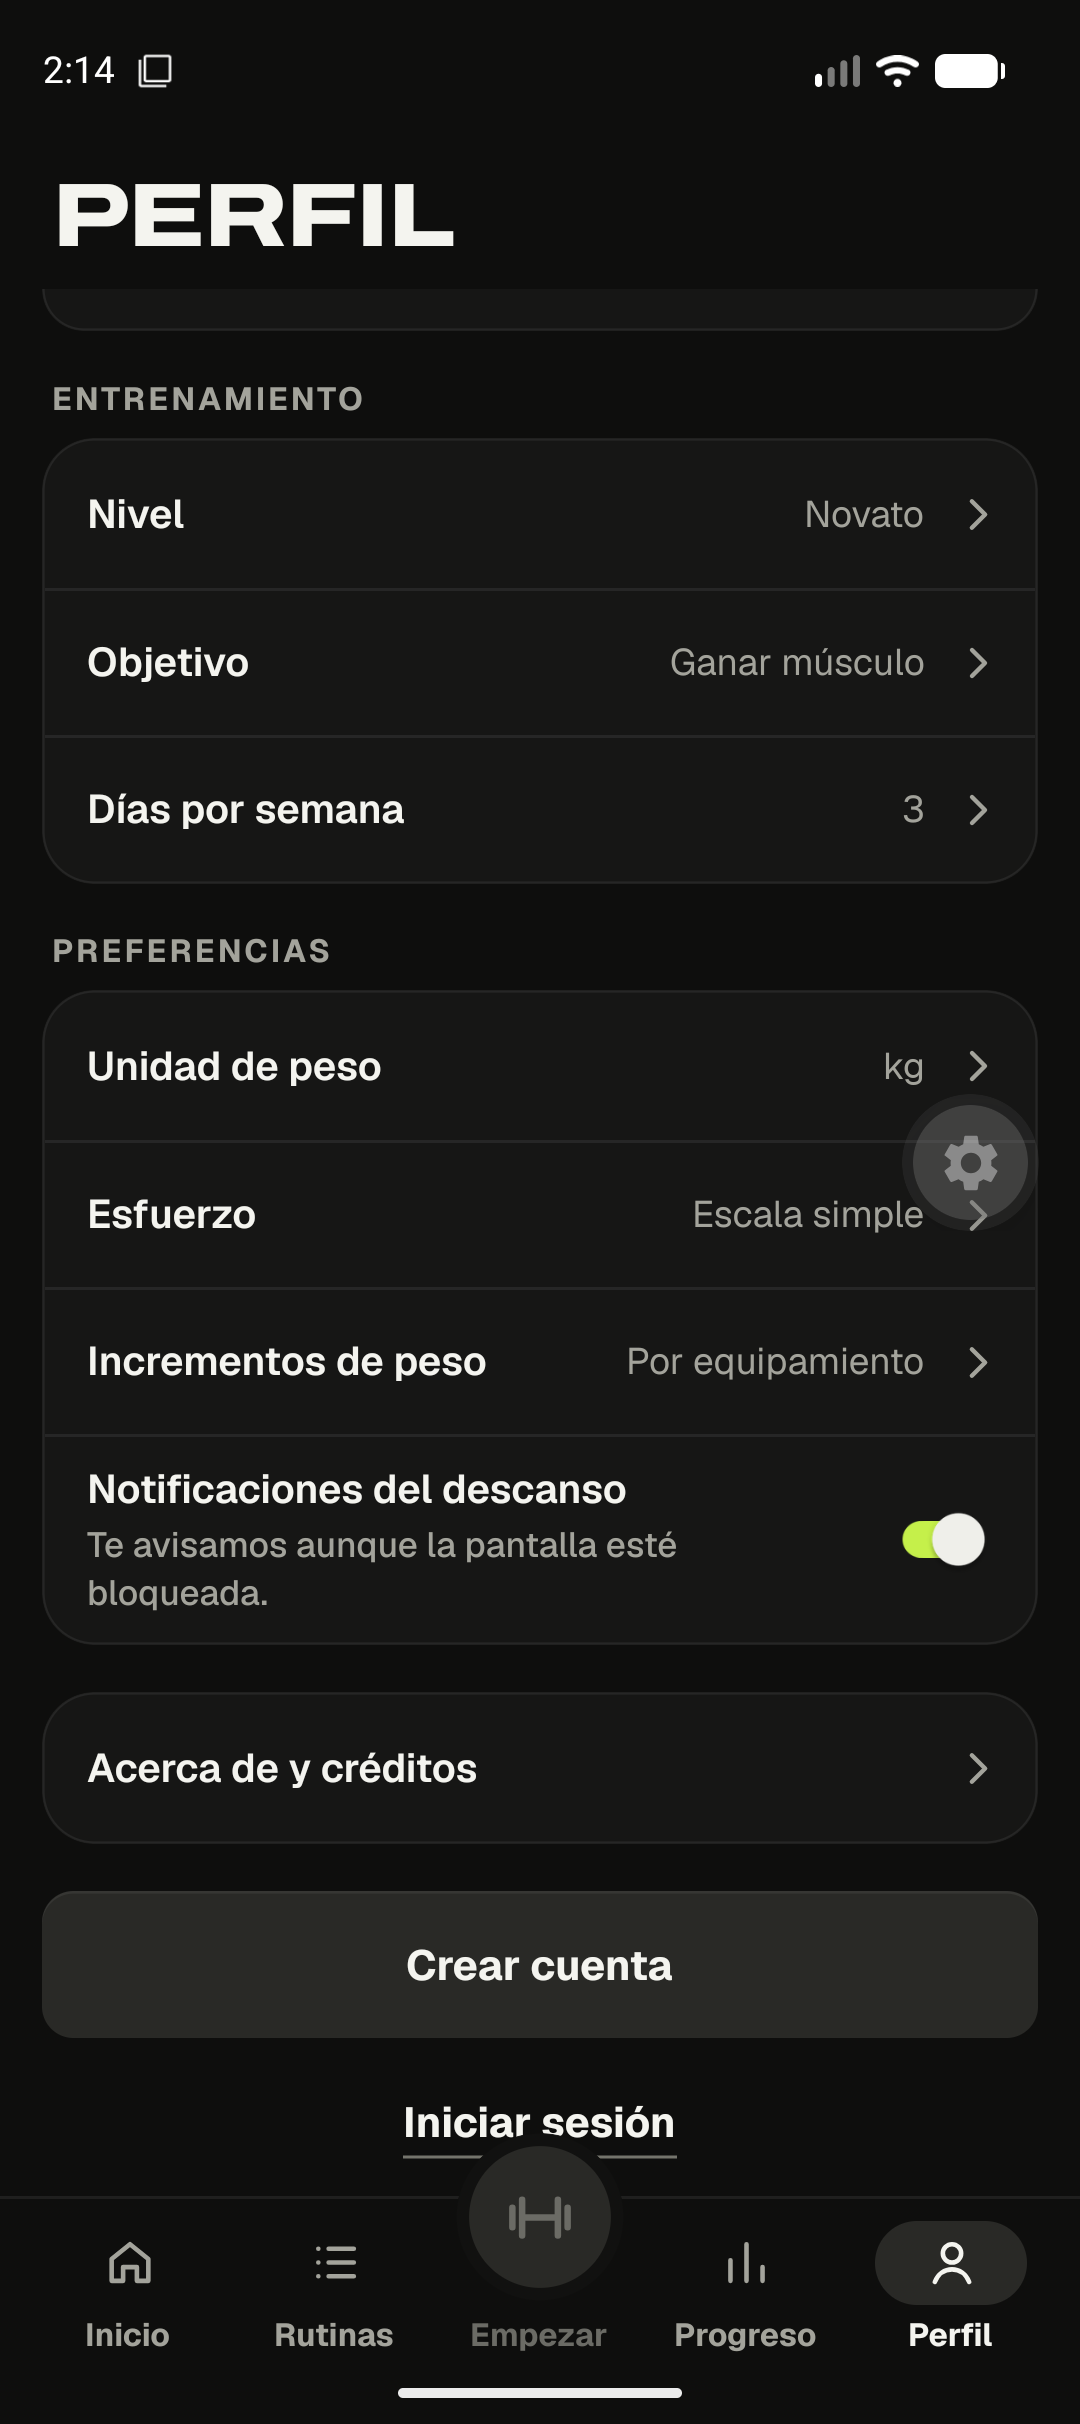 2:14
PERFIL
ENTRENAMIENTO
Nivel
Novato
Objetivo
Ganar músculo
Días por semana
3
PREFERENCIAS
Unidad de peso
kg
Esfuerzo
Escala simple
Incrementos de peso
Por equipamiento
Notificaciones del descanso
Te avisamos aunque la pantalla esté
bloqueada.
Acerca de y créditos
Crear cuenta
Iniciar sesión
Inicio
Rutinas
Empezar
Progreso
Perfil